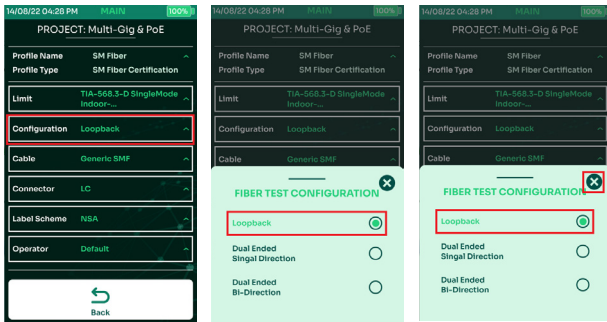 14/08/22 04:28 PM MAIN 100%
PROJECT: Multi-Gig & PoE
Profile Name SM Fiber
Profile Type SM Fiber Certification
Limit TIA-568.3-D SingleMode
Indoor-...
Configuration Loopback
Cable Generic SMF
Connector LC
Label Scheme NSA
Operator Default
Back
14/08/22 04:28 PM MAIN 100%
PROJECT: Multi-Gig & PoE
Profile Name SM Fiber
Profile Type SM Fiber Certification
Limit TIA-568.3-D SingleMode
Indoor-...
Configuration Loopback
Cable Generic SMF
FIBER TEST CONFIGURATION
Loopback
Dual Ended
Singal Direction
Dual Ended
Bi-Direction
14/08/22 04:28 PM MAIN 100%
PROJECT: Multi-Gig & PoE
Profile Name SM Fiber
Profile Type SM Fiber Certification
Limit TIA-568.3-D SingleMode
Indoor-...
Configuration Loopback
Cable Generic SMF
FIBER TEST CONFIGURATION
Loopback
Dual Ended
Singal Direction
Dual Ended
Bi-Direction